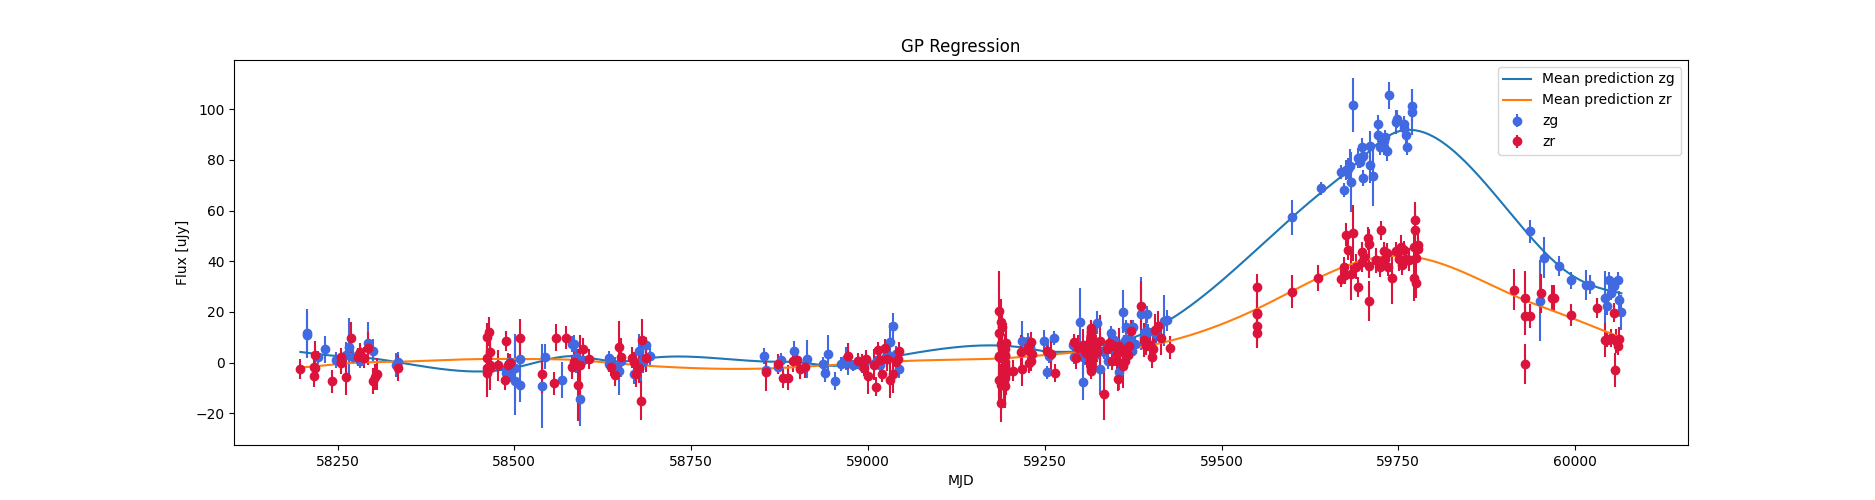 GP Regression
Mean prediction zg
Mean prediction zr
zg
zr
Flux [uJy]
100
80
60
40
20
0
−20
58250 58500 58750 59000 59250 59500 59750 60000
MJD